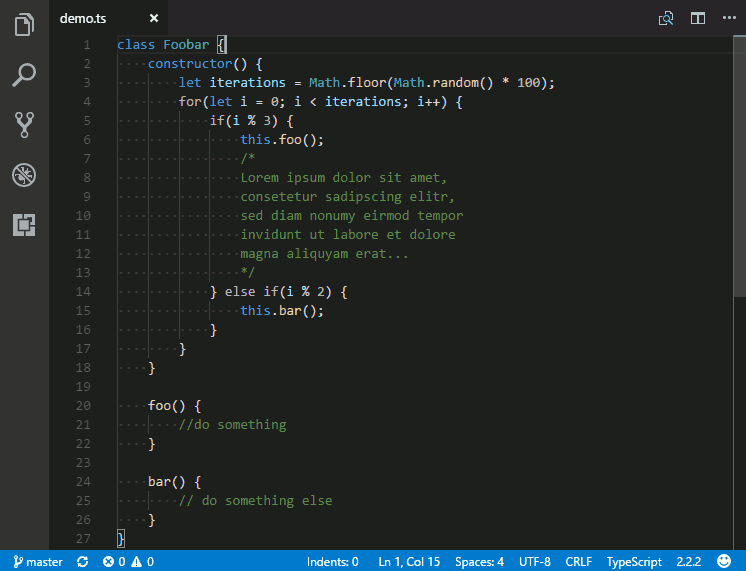 demo.ts ×
1 class Foobar {
2     constructor() {
3         let iterations = Math.floor(Math.random() * 100);
4         for(let i = 0; i < iterations; i++) {
5             if(i % 3) {
6                 this.foo();
7                 /*
8                 Lorem ipsum dolor sit amet,
9                 consetetur sadipscing elitr,
10                 sed diam nonumy eirmod tempor
11                 invidunt ut labore et dolore
12                 magna aliquyam erat...
13                 */
14             } else if(i % 2) {
15                 this.bar();
16             }
17         }
18     }
19
20     foo() {
21         //do something
22     }
23
24     bar() {
25         // do something else
26     }
27 }
master 0 0 Indents: 0 Ln 1, Col 15 Spaces: 4 UTF-8 CRLF TypeScript 2.2.2